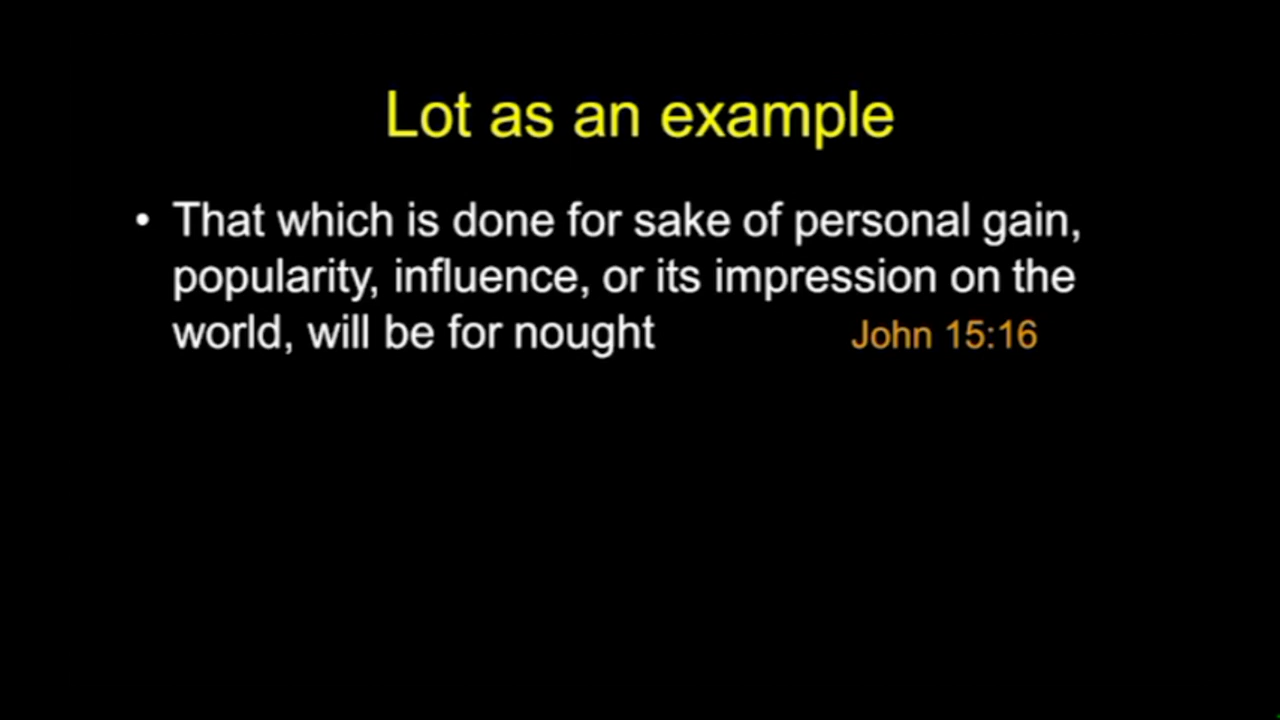 Lot as an example
• That which is done for sake of personal gain,
popularity, influence, or its impression on the
world, will be for nought John 15:16